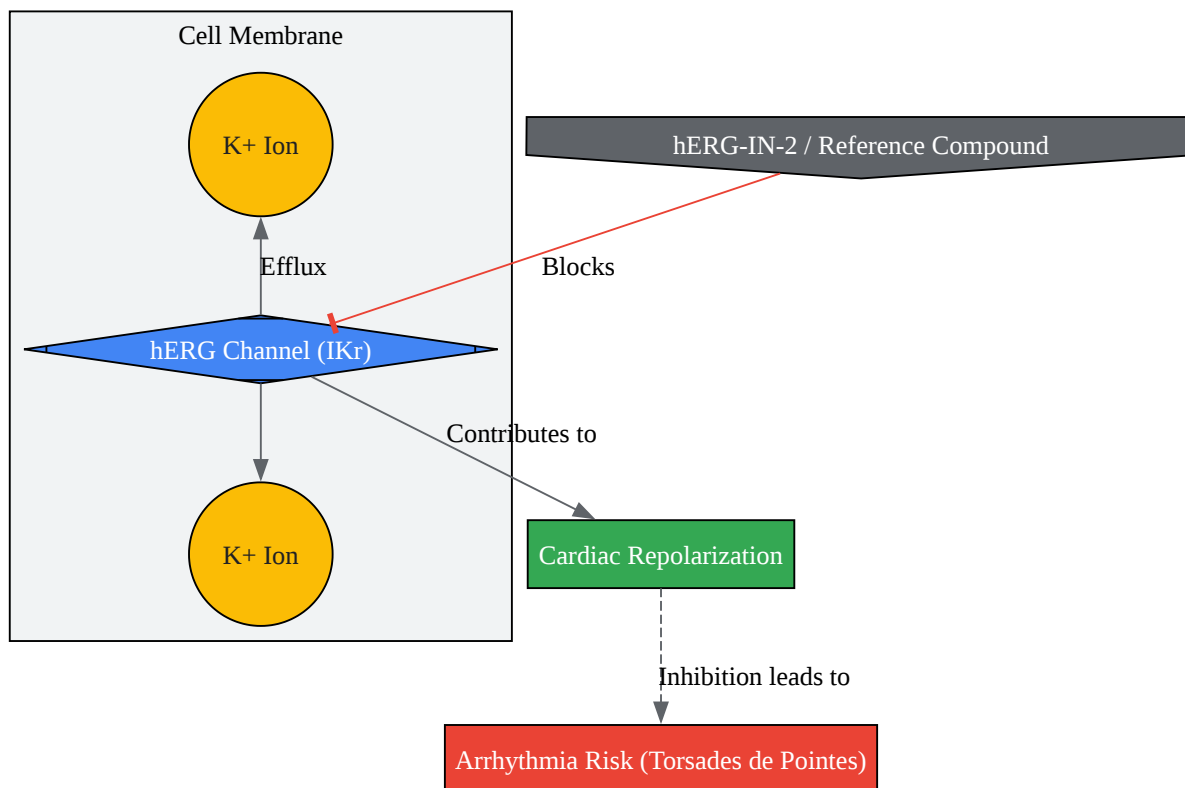 Cell Membrane
K+ Ion
hERG-IN-2 / Reference Compound
Efflux
Blocks
hERG Channel (IKr)
Contributes to
K+ Ion
Cardiac Repolarization
Inhibition leads to
Arrhythmia Risk (Torsades de Pointes)